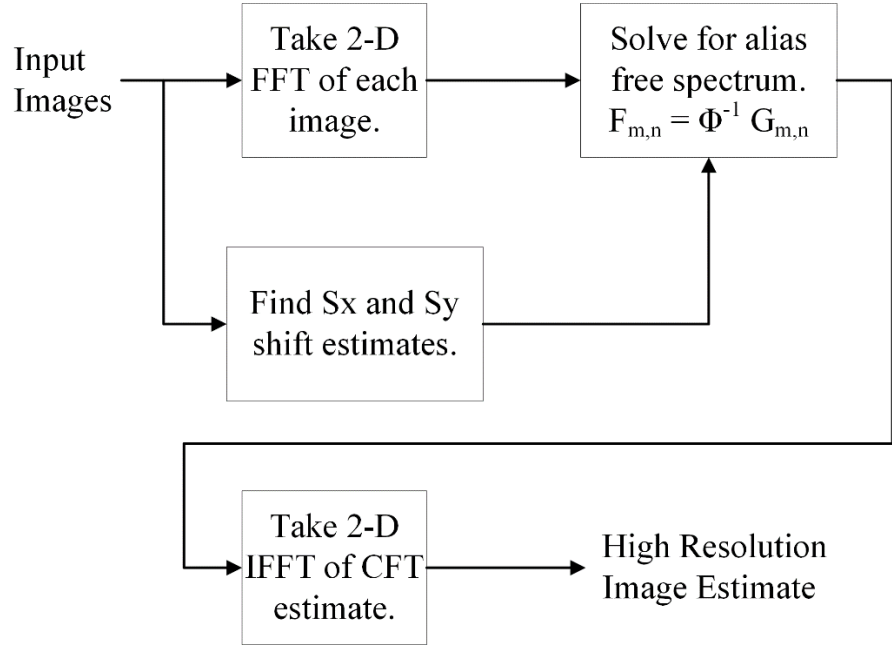 Input
Images
Take 2-D
FFT of each
image.
Solve for alias
free spectrum.
Fₘ,ₙ = Φ⁻¹ Gₘ,ₙ
Find Sx and Sy
shift estimates.
Take 2-D
IFFT of CFT
estimate.
High Resolution
Image Estimate